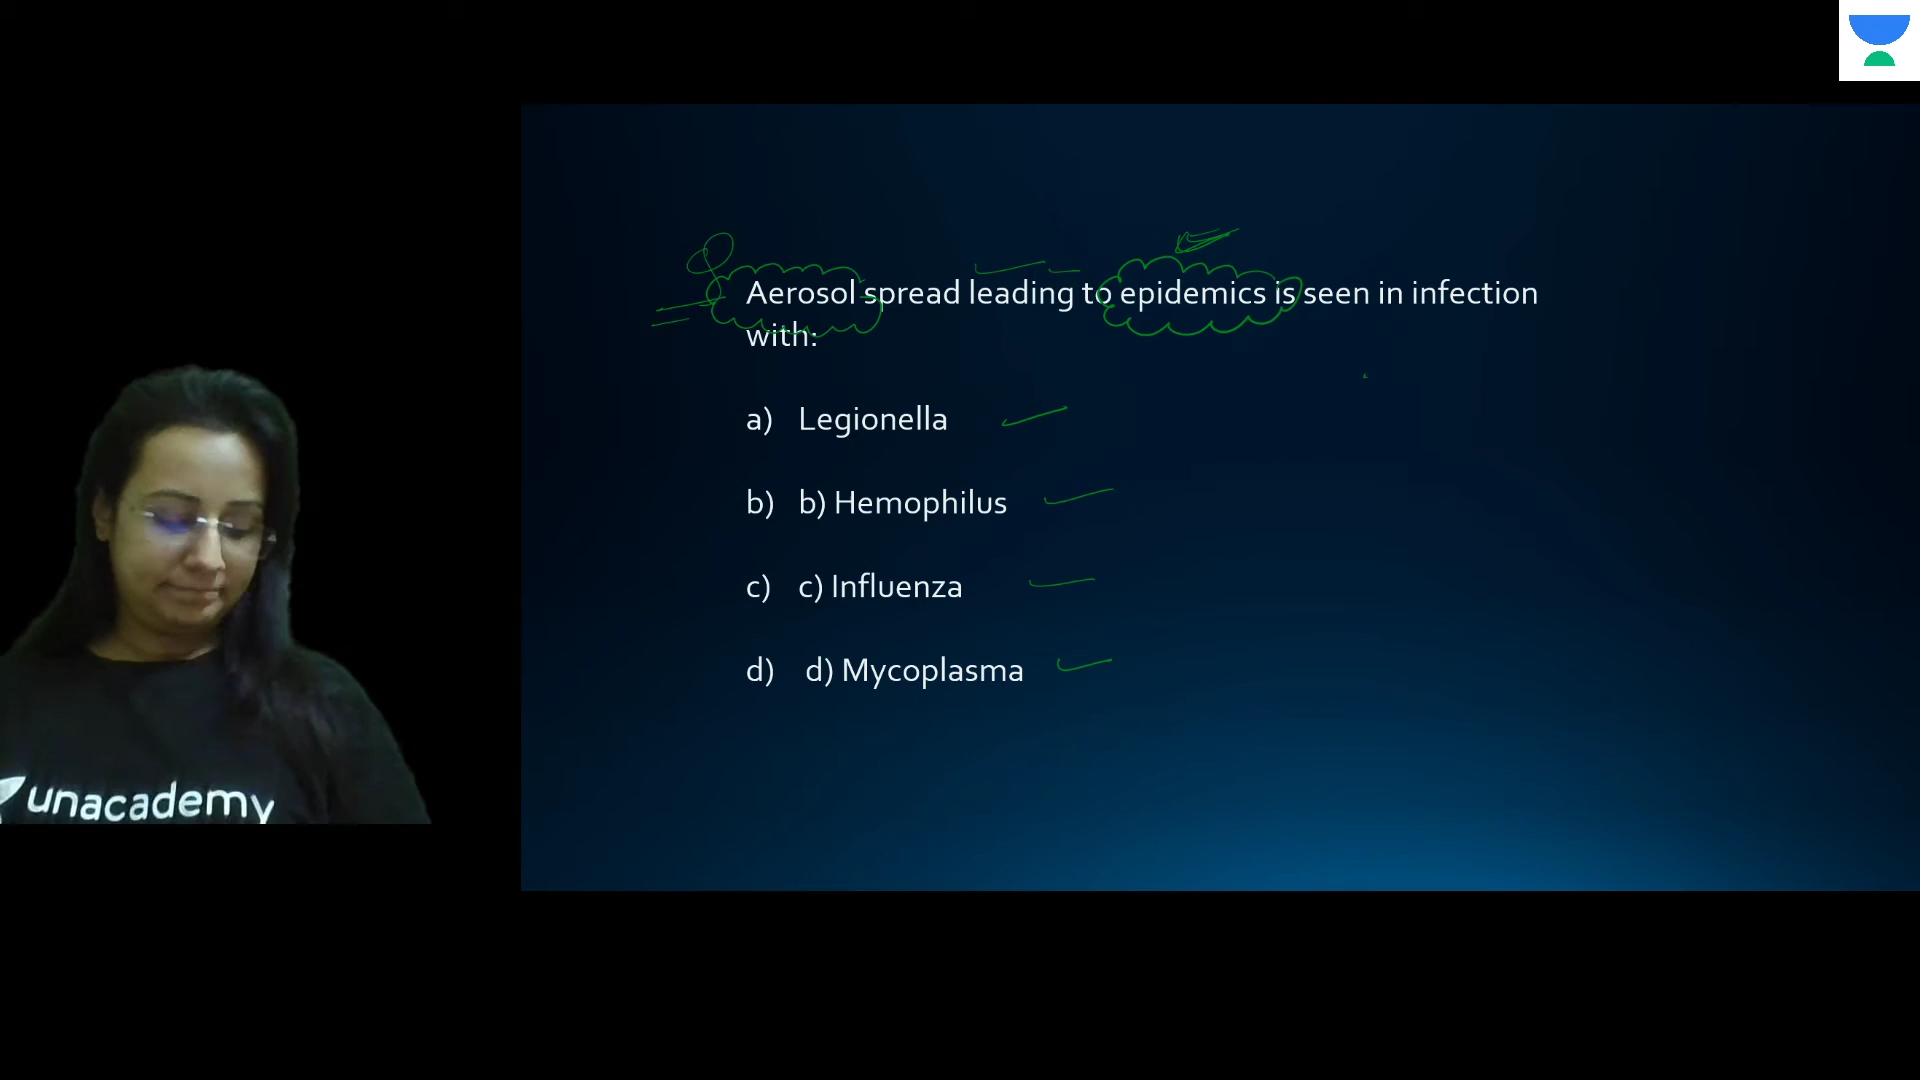 Aerosol spread leading to epidemics is seen in infection
with:
a) Legionella
b) b) Hemophilus
c) c) Influenza
d) d) Mycoplasma
unacademy